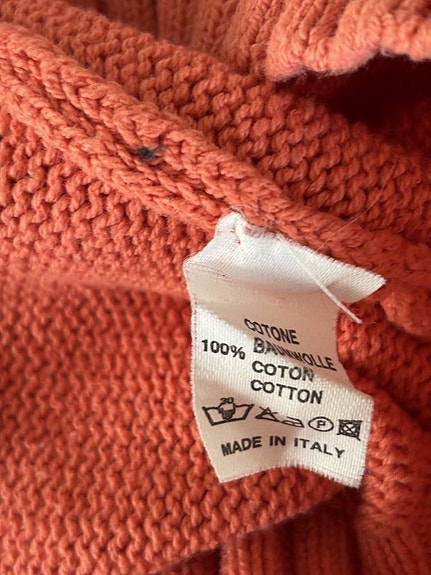 COTONE
100% BAUMWOLLE
COTON
COTTON
P
MADE IN ITALY